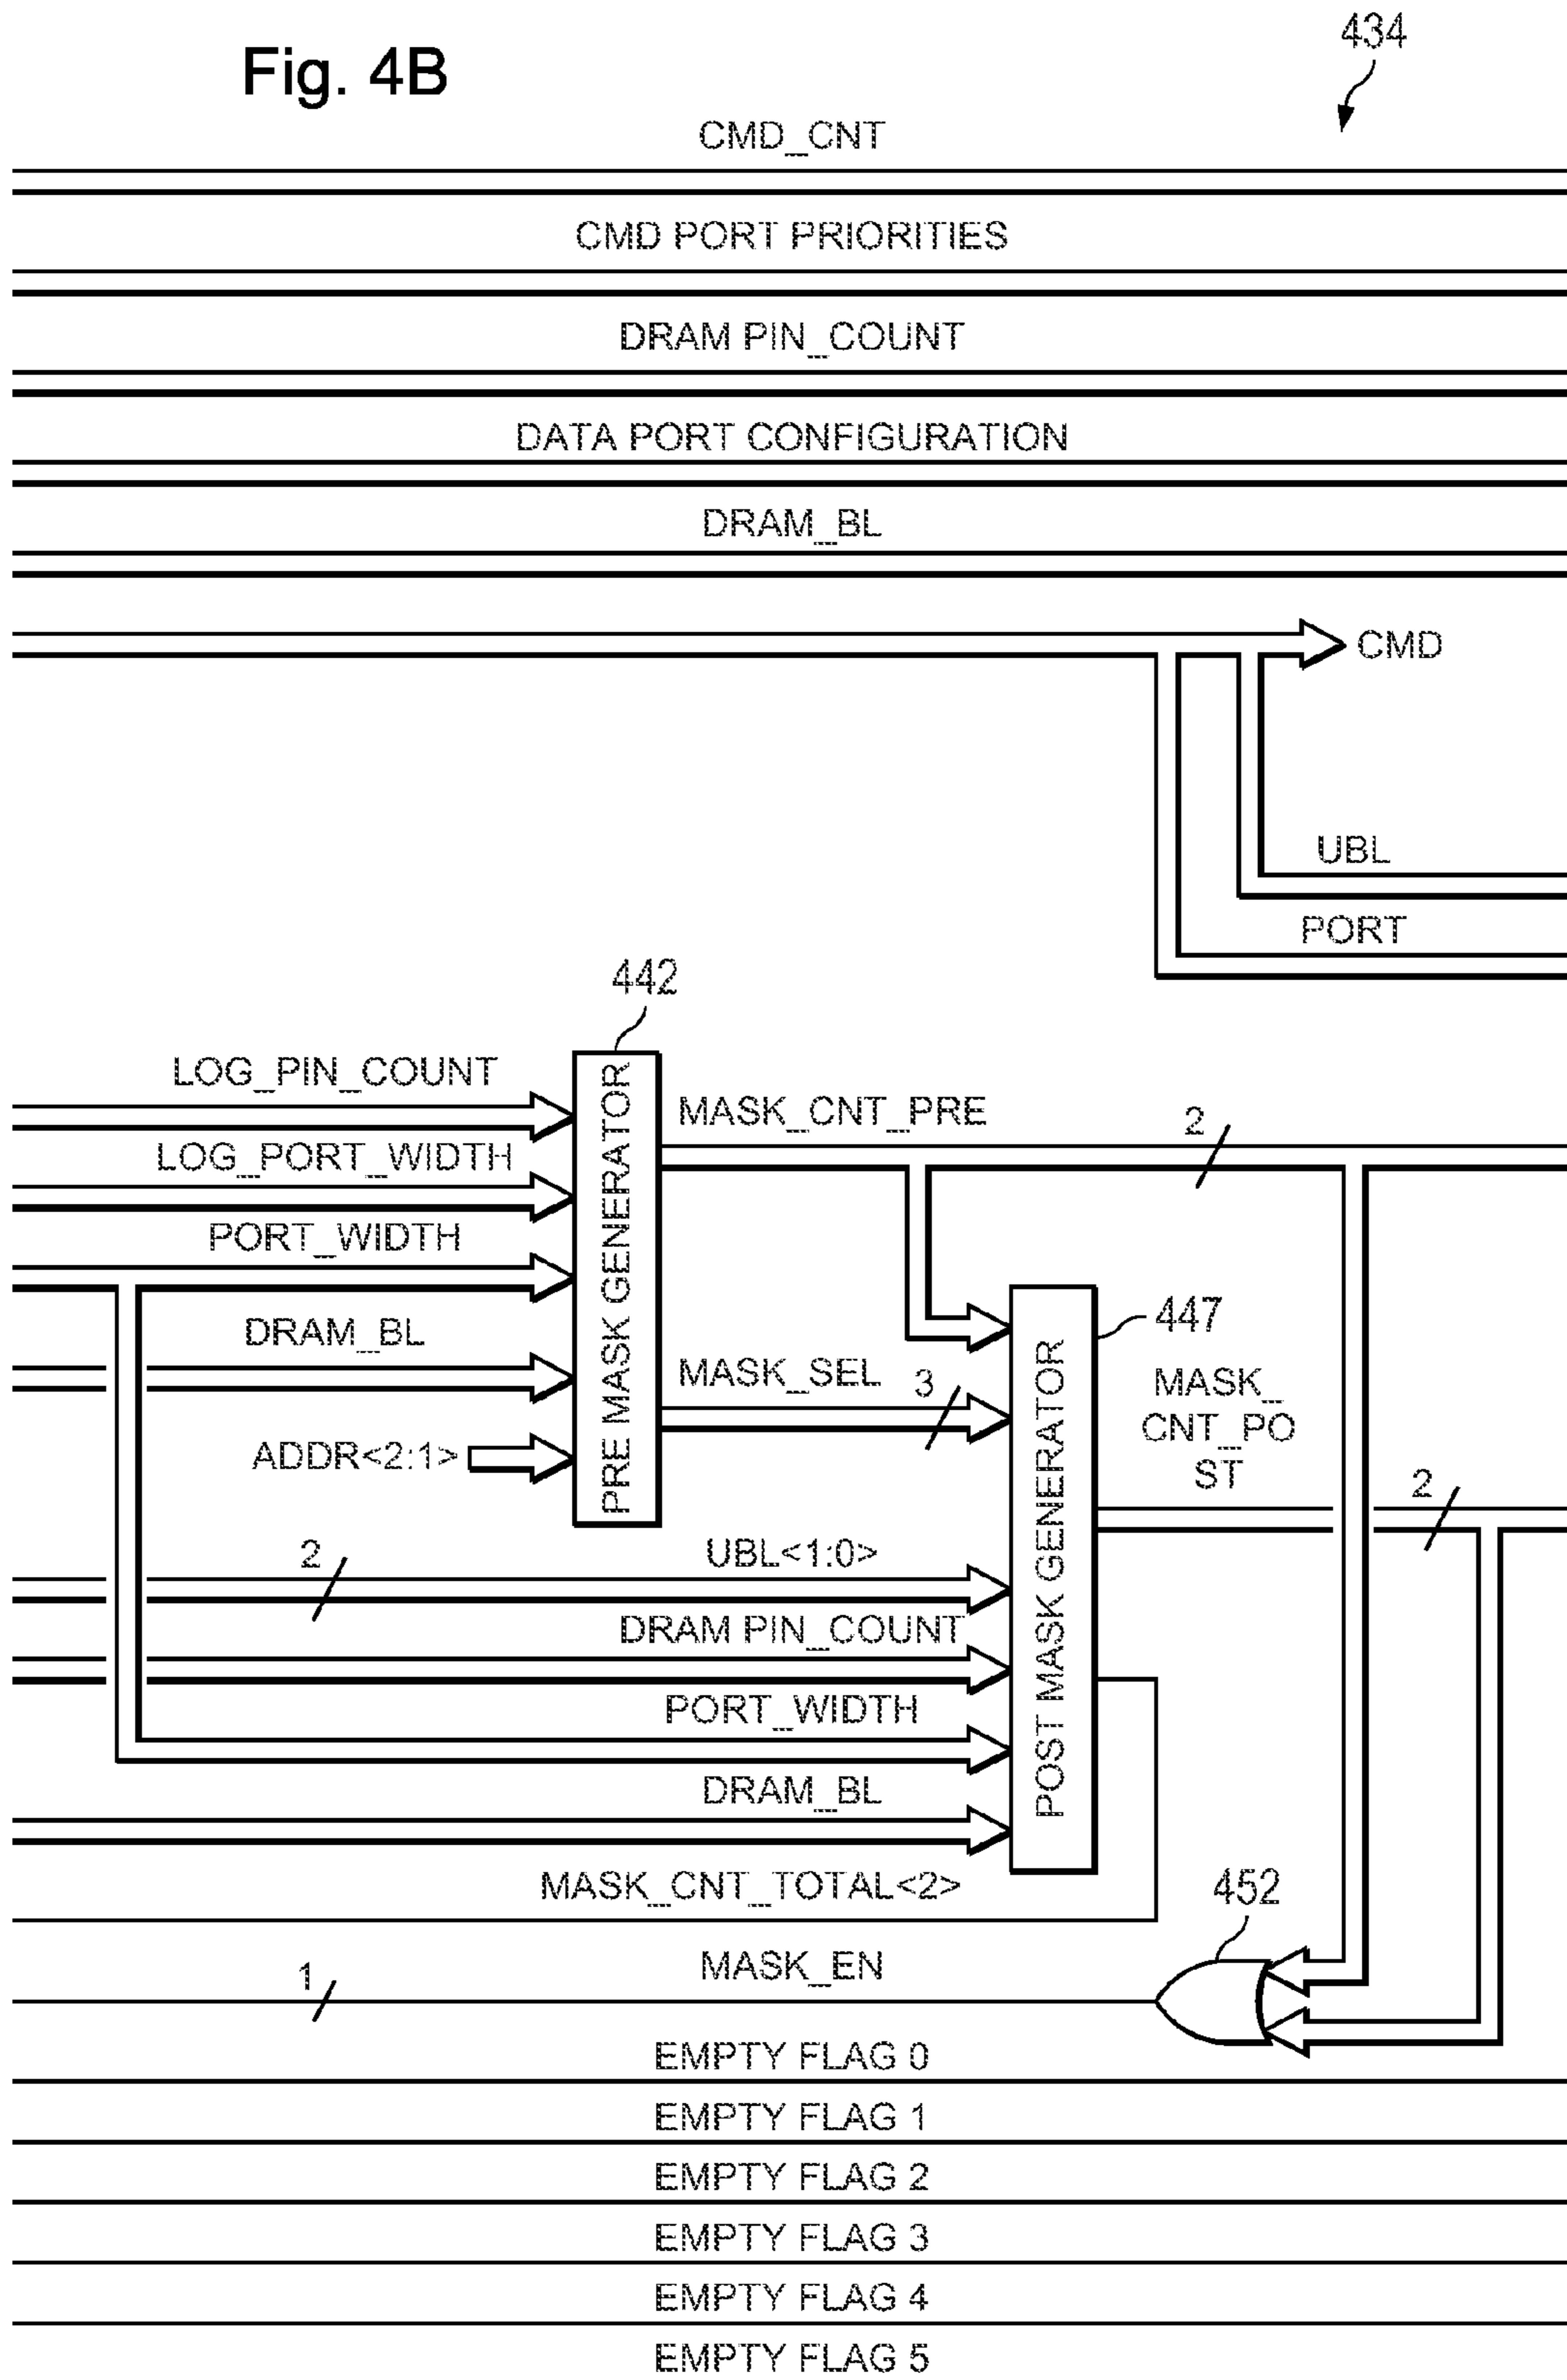 Fig. 4B
434
CMD_CNT
CMD PORT PRIORITIES
DRAM PIN_COUNT
DATA PORT CONFIGURATION
DRAM_BL
CMD
UBL
PORT
442
LOG_PIN_COUNT
LOG_PORT_WIDTH
PORT_WIDTH
DRAM_BL
ADDR<2:1>
PRE MASK GENERATOR
MASK_CNT_PRE
2
MASK_SEL
3
447
POST MASK GENERATOR
MASK_
CNT_PO
ST
2
2
UBL<1:0>
DRAM PIN_COUNT
PORT_WIDTH
DRAM_BL
MASK_CNT_TOTAL<2>
452
1
MASK_EN
EMPTY FLAG 0
EMPTY FLAG 1
EMPTY FLAG 2
EMPTY FLAG 3
EMPTY FLAG 4
EMPTY FLAG 5